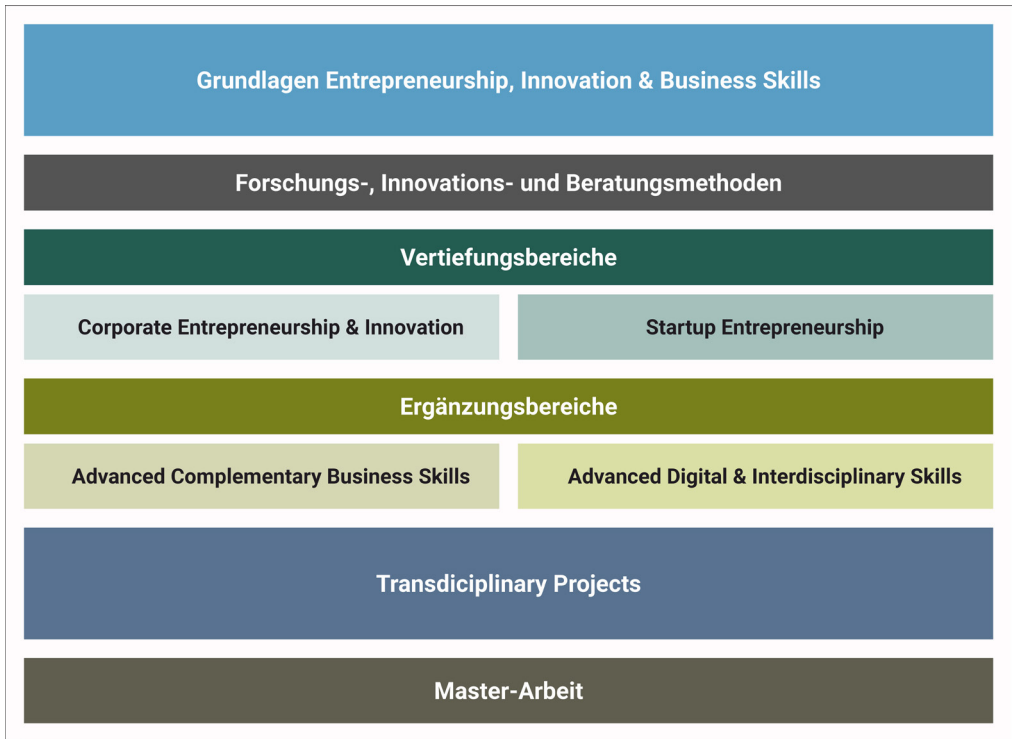 Grundlagen Entrepreneurship, Innovation & Business Skills
Forschungs-, Innovations- und Beratungsmethoden
Vertiefungsbereiche
Corporate Entrepreneurship & Innovation
Startup Entrepreneurship
Ergänzungsbereiche
Advanced Complementary Business Skills
Advanced Digital & Interdisciplinary Skills
Transdiciplinary Projects
Master-Arbeit